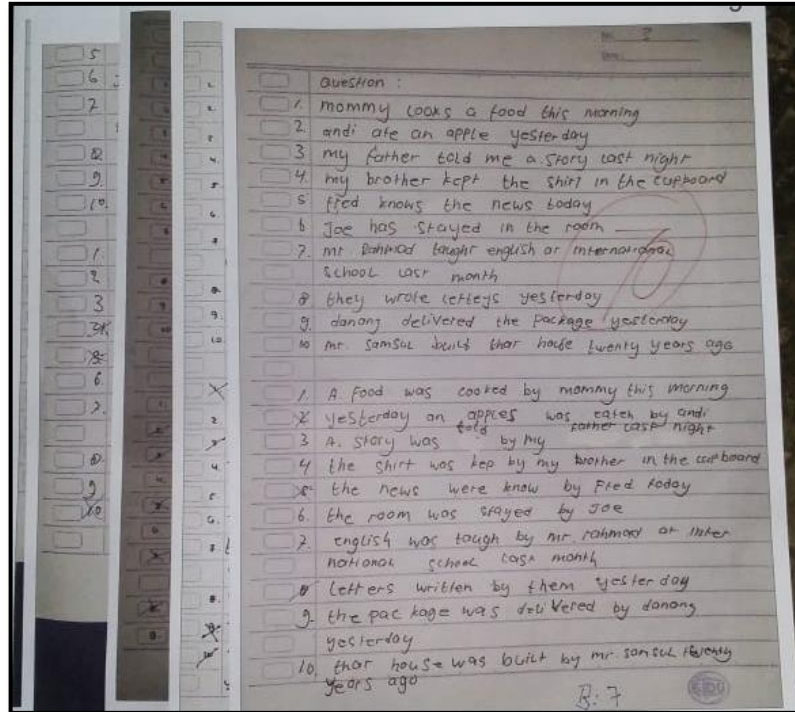 No. 3
Question :
1. mommy cooks a food this morning
2. andi ate an apple yesterday
3 my father told me a story last night
4. my brother kept the shirt in the cupboard
5 fred knows the news today
6 Joe has stayed in the room
7. mr. Rahmad taught english at international
school last month
8 they wrote letteys yesterday
9. danang delivered the package yesterday
10 mr. Samsul built that house twenty years ago
1. A food was cooked by mommy this morning
2 yesterday an apples was eateh by andi
3 A. story was told by my father last night
4 the shirt was kep by my brother in the cupboard
5 the news were know by Fred today
6. the room was stayed by Joe
7. english was taugh by mr. rahmad at inter
national school last month
8 letters written by them yesterday
9. the package was delivered by danang
yesterday
10. that house was built by mr. samsul twenty
years ago
B: 7